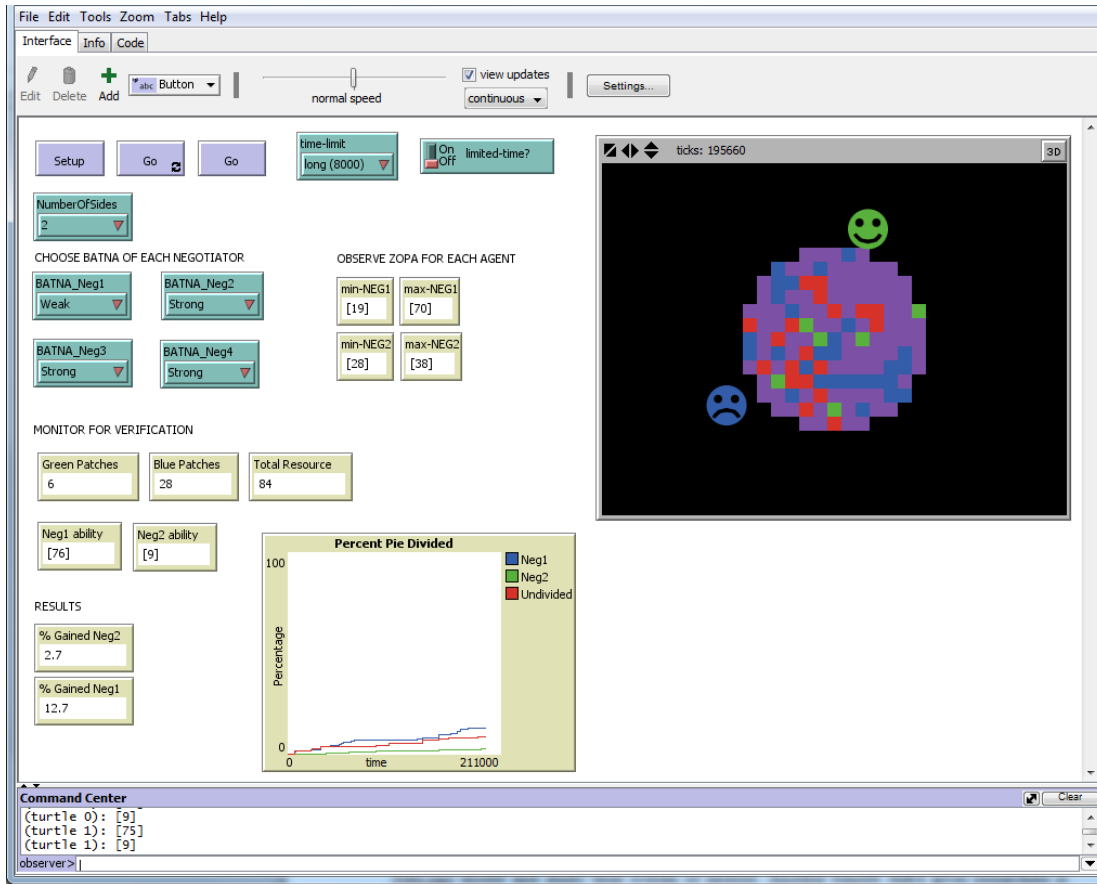 File Edit Tools Zoom Tabs Help
Interface Info Code
Edit Delete Add
abc Button
normal speed
view updates
continuous
Settings...
Setup
Go
Go
time-limit
long (8000)
On
Off
limited-time?
ticks: 195660
3D
NumberOfSides
2
CHOOSE BATNA OF EACH NEGOTIATOR
OBSERVE ZOPA FOR EACH AGENT
BATNA_Neg1
Weak
BATNA_Neg2
Strong
min-NEG1
[19]
max-NEG1
[70]
BATNA_Neg3
Strong
BATNA_Neg4
Strong
min-NEG2
[28]
max-NEG2
[38]
MONITOR FOR VERIFICATION
Green Patches
6
Blue Patches
28
Total Resource
84
Neg1 ability
[76]
Neg2 ability
[9]
Percent Pie Divided
100
Percentage
0
0
time
211000
Neg1
Neg2
Undivided
RESULTS
% Gained Neg2
2.7
% Gained Neg1
12.7
Command Center
Clear
(turtle 0): [9]
(turtle 1): [75]
(turtle 1): [9]
observer>